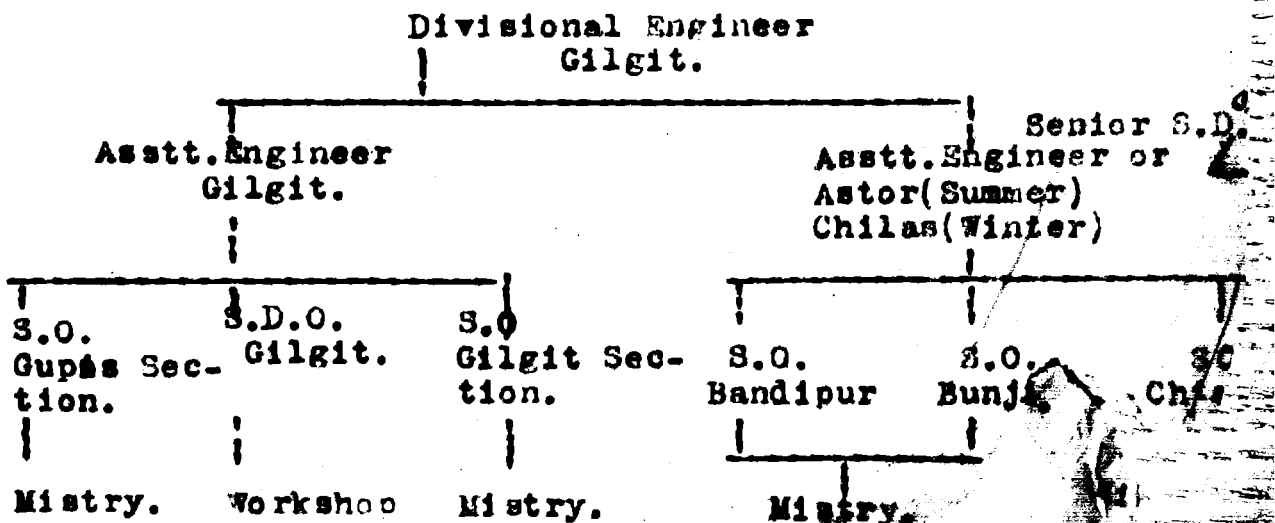 Divisional Engineer
Gilgit.
Senior S.D.
Asstt.Engineer
Gilgit.
Asstt.Engineer or
Astor(Summer)
Chilas(Winter)
S.O.
Gupis Sec-
tion.
S.D.O.
Gilgit.
S.O
Gilgit Sec-
tion.
S.O.
Bandipur
S.O.
Bunji.
Mistry.
Workshop
Mistry.
Mistry.